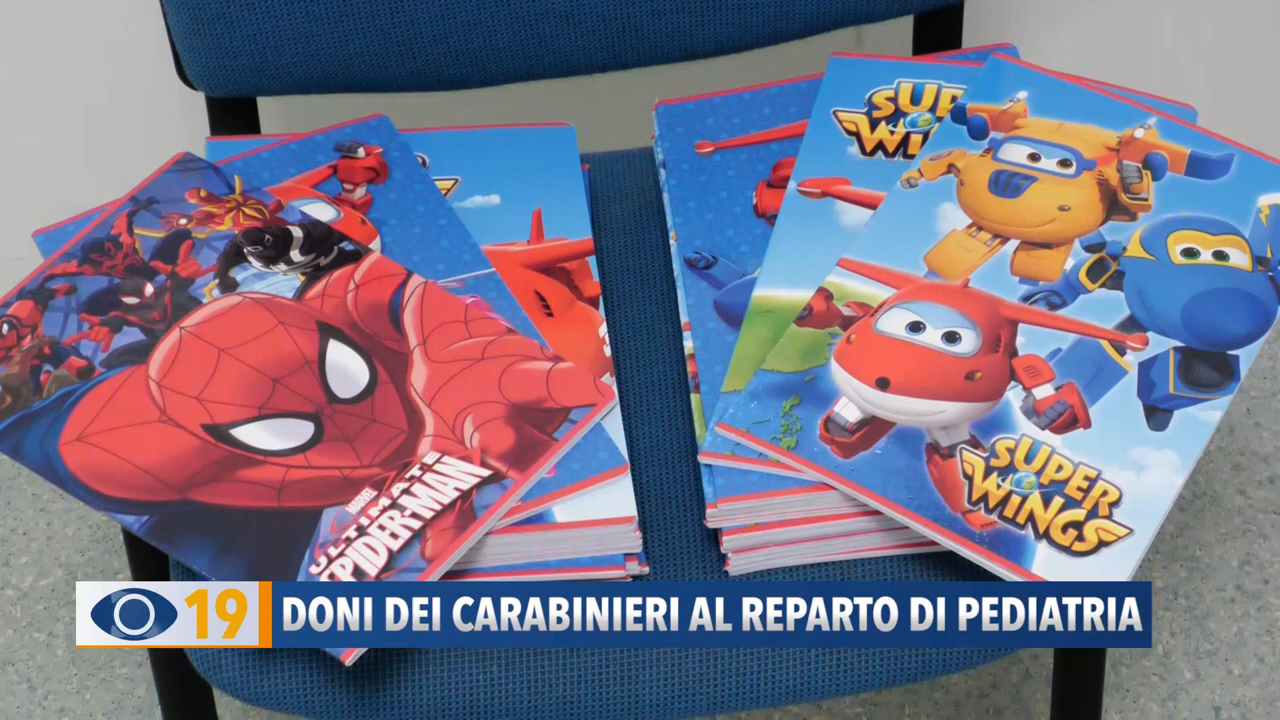 SUPER
WINGS
MARVEL
ULTIMATE
SPIDER-MAN
SUPER
WINGS
19
DONI DEI CARABINIERI AL REPARTO DI PEDIATRIA